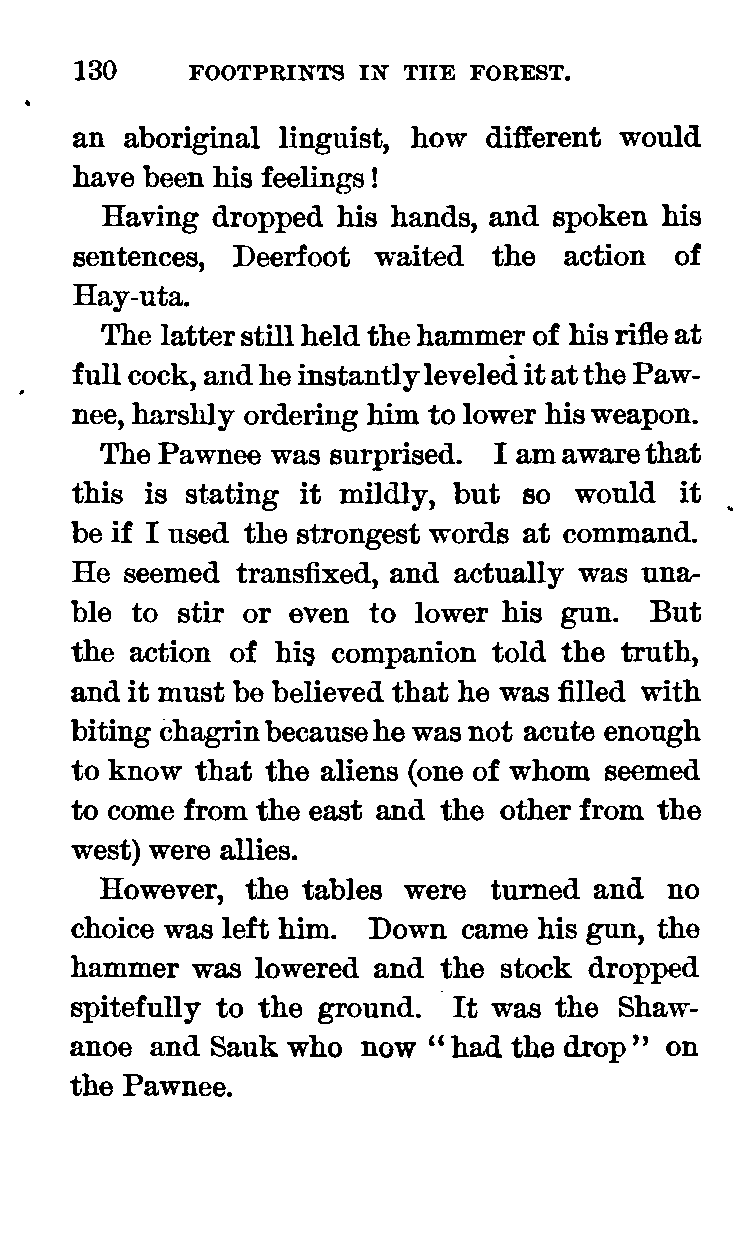 130 FOOTPRINTS IN THE FOREST.
an aboriginal linguist, how different would
have been his feelings!
Having dropped his hands, and spoken his
sentences, Deerfoot waited the action of
Hay-uta.
The latter still held the hammer of his rifle at
full cock, and he instantly leveled it at the Paw-
nee, harshly ordering him to lower his weapon.
The Pawnee was surprised. I am aware that
this is stating it mildly, but so would it
be if I used the strongest words at command.
He seemed transfixed, and actually was una-
ble to stir or even to lower his gun. But
the action of his companion told the truth,
and it must be believed that he was filled with
biting chagrin because he was not acute enough
to know that the aliens (one of whom seemed
to come from the east and the other from the
west) were allies.
However, the tables were turned and no
choice was left him. Down came his gun, the
hammer was lowered and the stock dropped
spitefully to the ground. It was the Shaw-
anoe and Sauk who now "had the drop" on
the Pawnee.